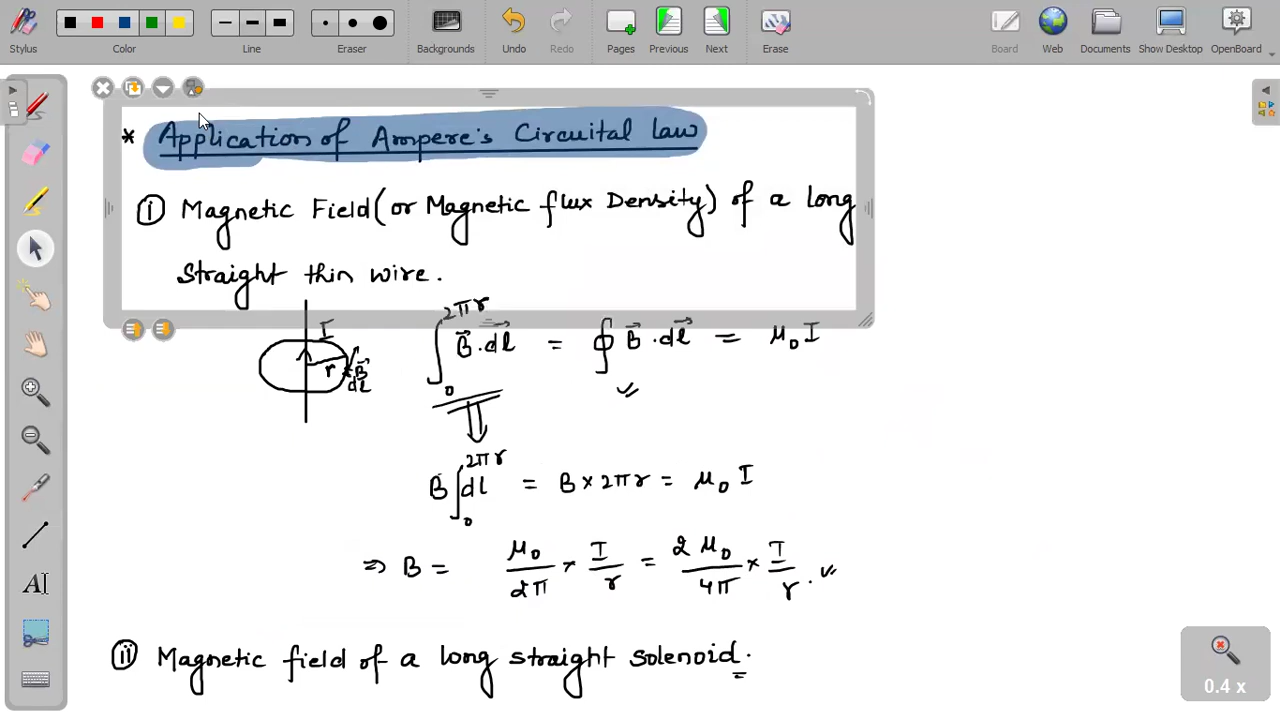 Stylus Color Line Eraser Backgrounds Undo Redo Pages Previous Next Erase Board Web Documents Show Desktop OpenBoard
* Application of Ampere's Circuital law
(i) Magnetic Field (or Magnetic flux Density) of a long
straight thin wire.
I
r B⃗
dl⃗
∫₀^{2πr} B⃗·dl⃗ = ∮ B⃗·dl⃗ = μ₀I
B∫₀^{2πr} dl = B × 2πr = μ₀ I
⇒ B = μ₀/2π × I/r = 2μ₀/4π × I/r.
(ii) Magnetic field of a long straight solenoid.
AI
0.4 x